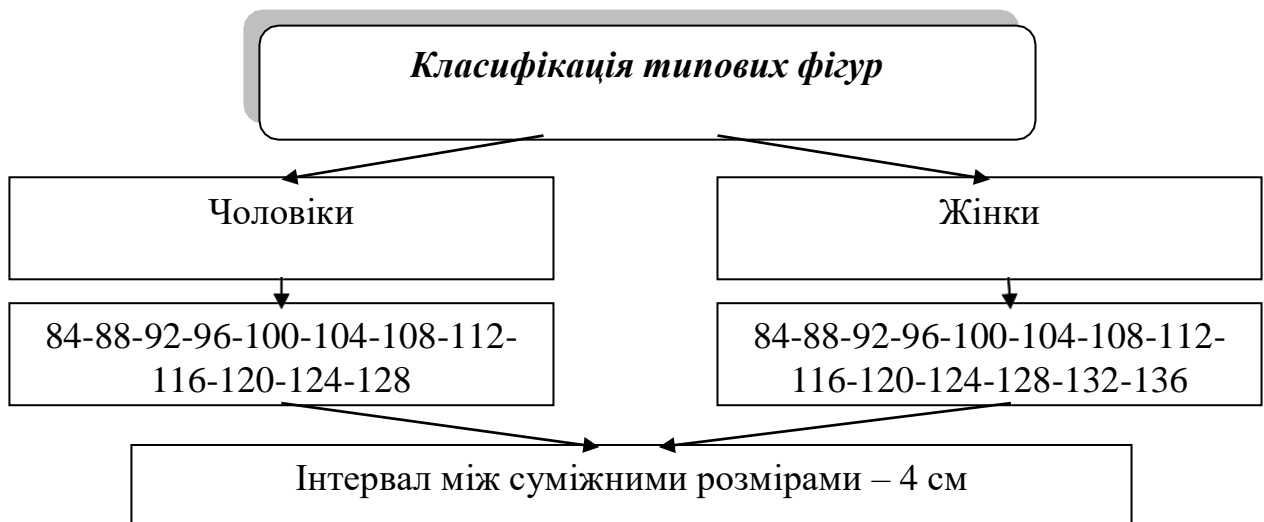 Класифікація типових фігур
Чоловіки
Жінки
84-88-92-96-100-104-108-112-
116-120-124-128
84-88-92-96-100-104-108-112-
116-120-124-128-132-136
Інтервал між суміжними розмірами – 4 см